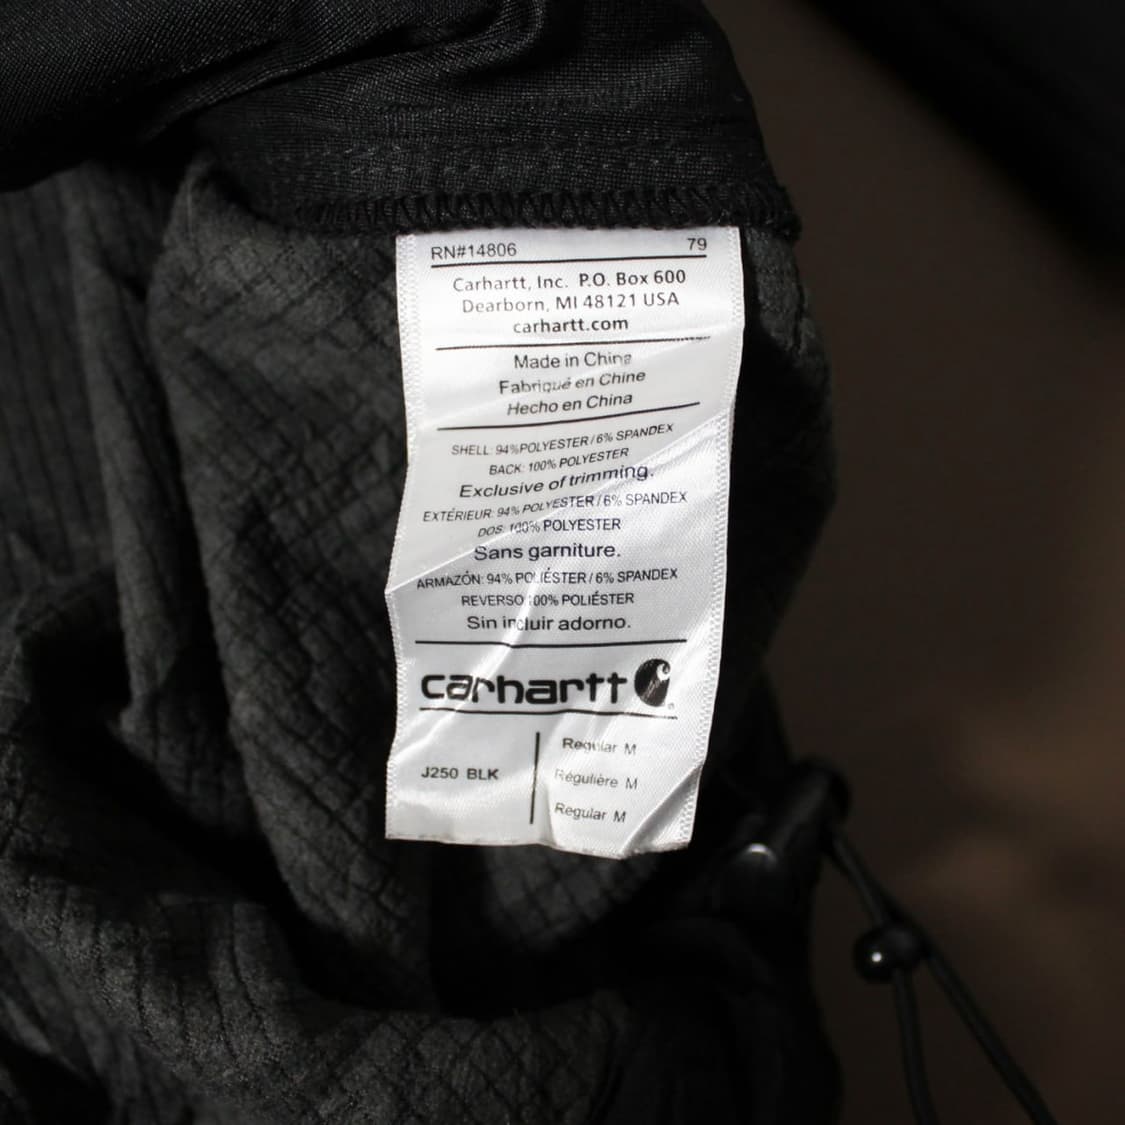 RN#14806 79
Carhartt, Inc. P.O. Box 600
Dearborn, MI 48121 USA
carhartt.com
Made in China
Fabriqué en Chine
Hecho en China
SHELL: 94%POLYESTER/6% SPANDEX
BACK: 100% POLYESTER
Exclusive of trimming.
EXTÉRIEUR: 94% POLYESTER/6% SPANDEX
DOS: 100% POLYESTER
Sans garniture.
ARMAZÓN: 94% POLIÉSTER/6% SPANDEX
REVERSO 100% POLIÉSTER
Sin incluir adorno.
carhartt
J250 BLK
Regular M
Régulière M
Regular M